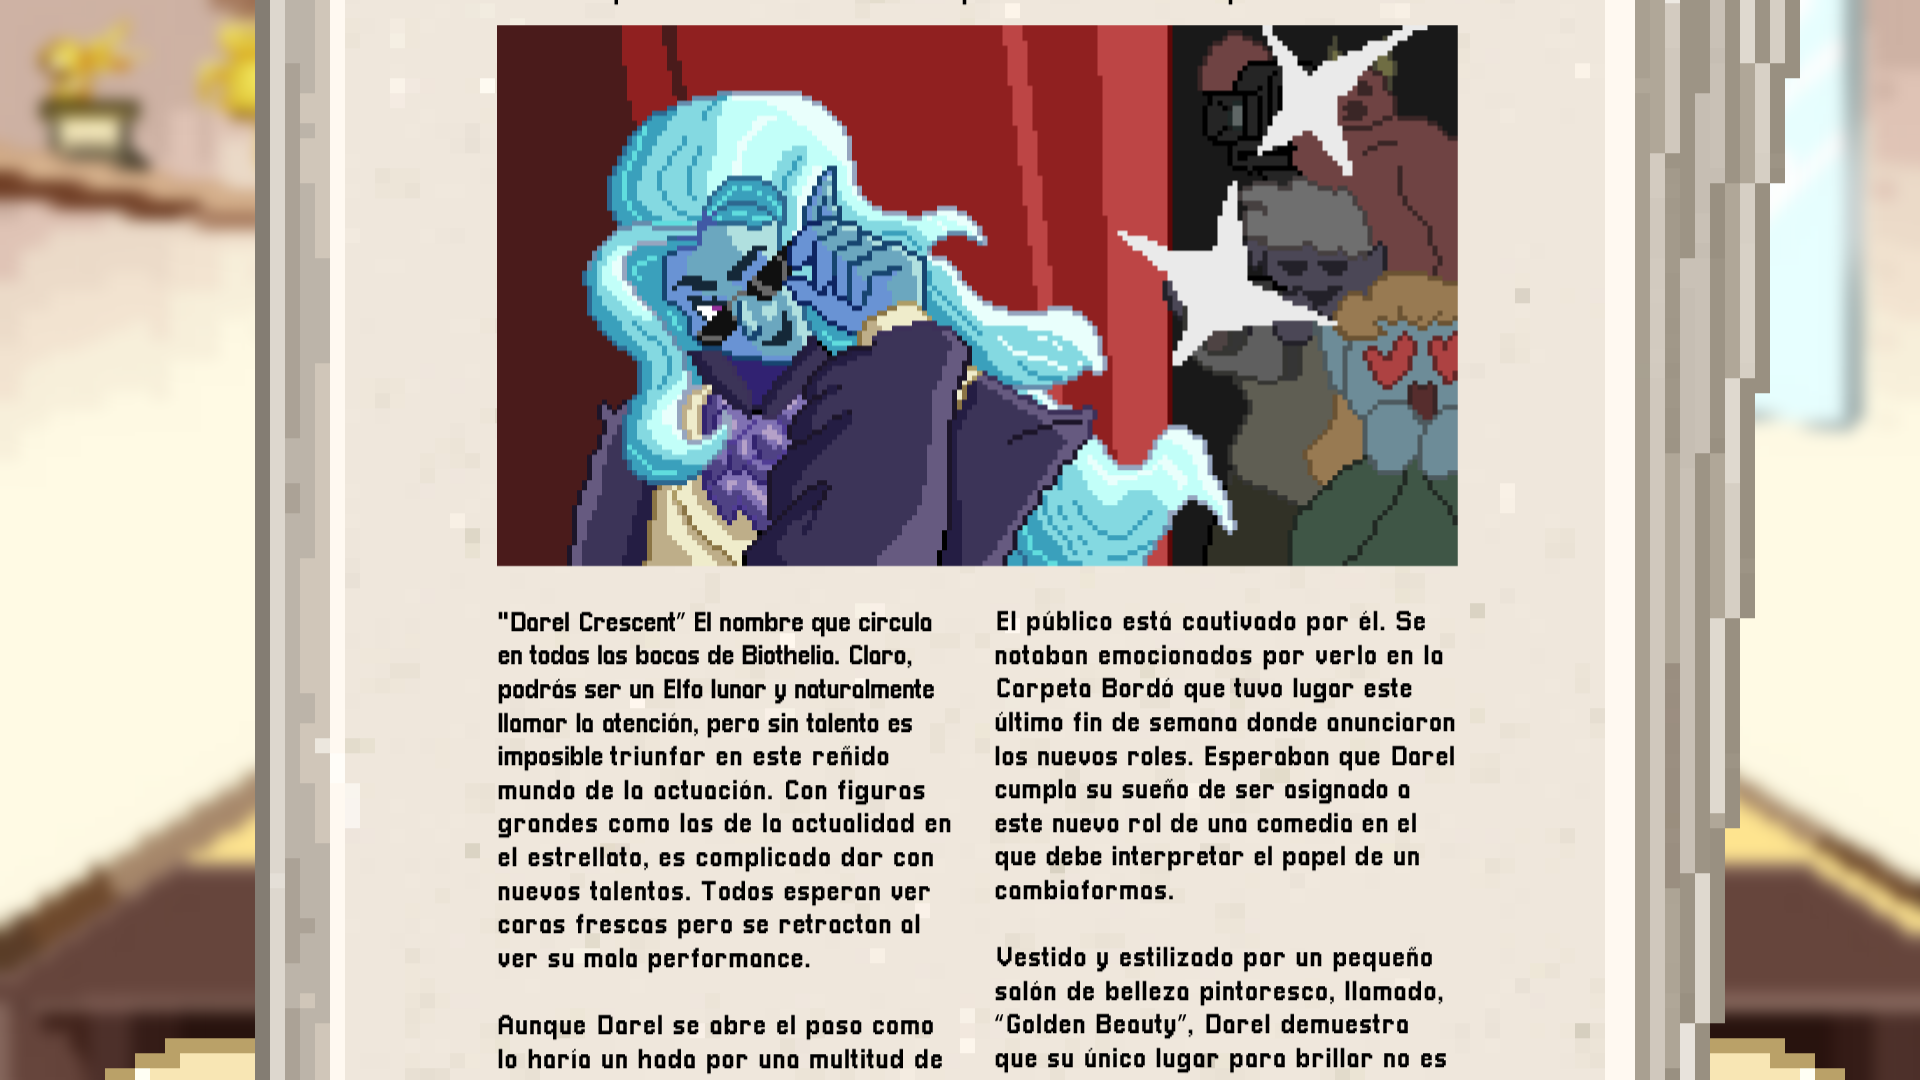 "Darel Crescent" El nombre que circula
en todas las bocas de Biothelia. Claro,
podrás ser un Elfo lunar y naturalmente
llamar la atención, pero sin talento es
imposible triunfar en este reñido
mundo de la actuación. Con figuras
grandes como las de la actualidad en
el estrellato, es complicado dar con
nuevos talentos. Todos esperan ver
caras frescas pero se retractan al
ver su mala performance.
Aunque Darel se abre el paso como
lo haría un hada por una multitud de
El público está cautivado por él. Se
notaban emocionados por verlo en la
Carpeta Bordó que tuvo lugar este
último fin de semana donde anunciaron
los nuevos roles. Esperaban que Darel
cumpla su sueño de ser asignado a
este nuevo rol de una comedia en el
que debe interpretar el papel de un
cambiaformas.
Vestido y estilizado por un pequeño
salón de belleza pintoresco, llamado,
"Golden Beauty", Darel demuestra
que su único lugar para brillar no es